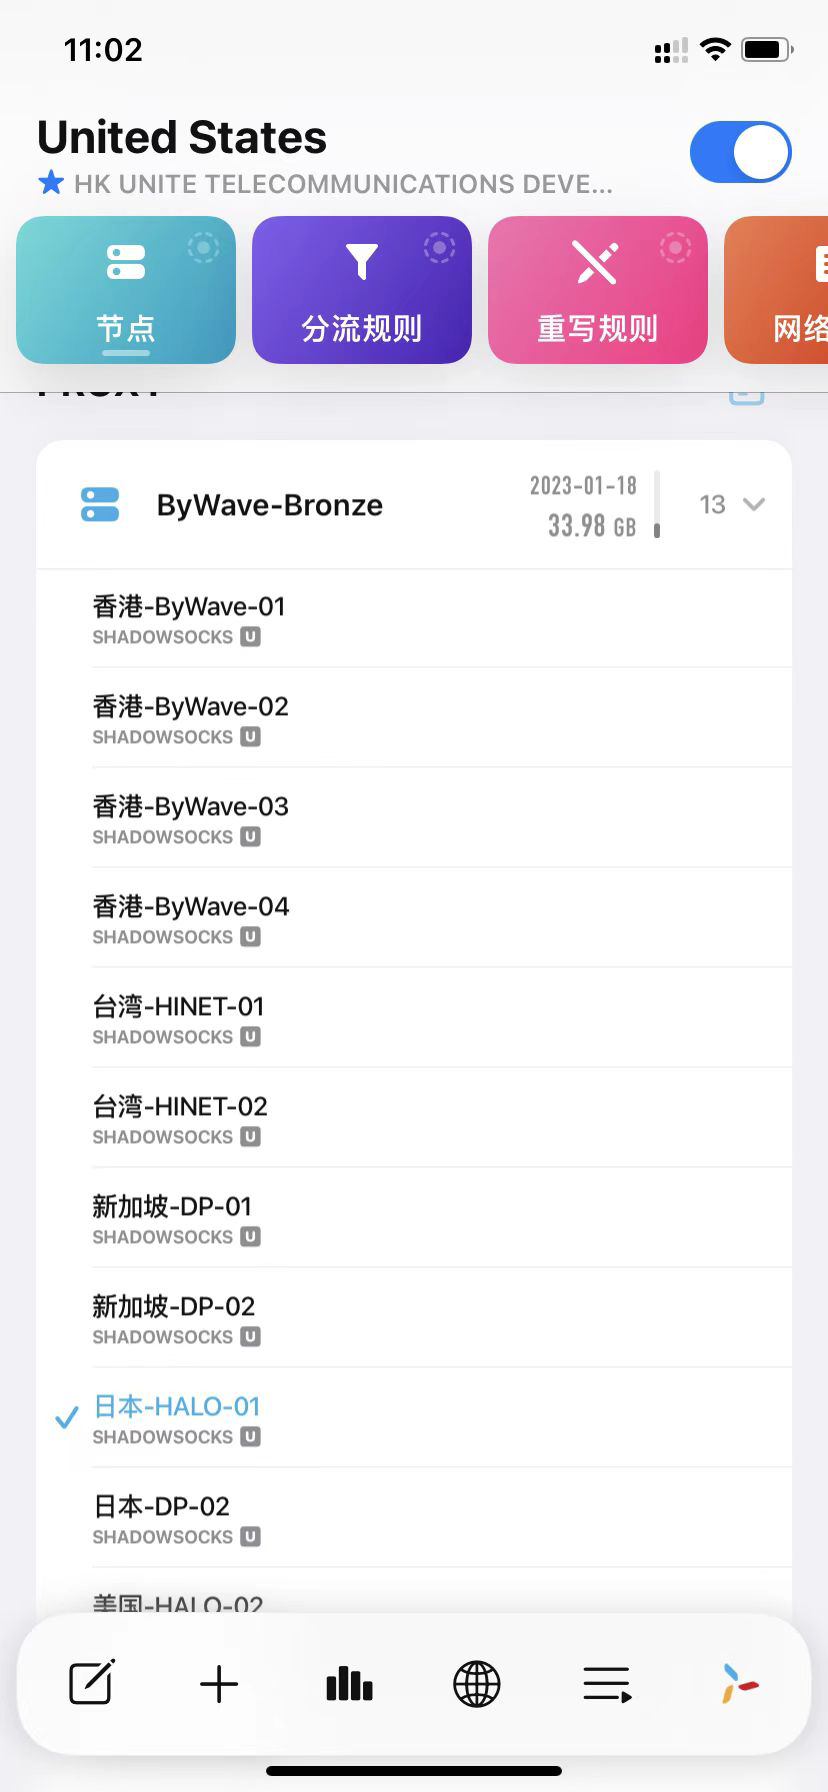 11:02
United States
HK UNITE TELECOMMUNICATIONS DEVE...
节点
分流规则
重写规则
网络
ByWave-Bronze
2023-01-18
33.98 GB
13
香港-ByWave-01
SHADOWSOCKS U
香港-ByWave-02
SHADOWSOCKS U
香港-ByWave-03
SHADOWSOCKS U
香港-ByWave-04
SHADOWSOCKS U
台湾-HINET-01
SHADOWSOCKS U
台湾-HINET-02
SHADOWSOCKS U
新加坡-DP-01
SHADOWSOCKS U
新加坡-DP-02
SHADOWSOCKS U
日本-HALO-01
SHADOWSOCKS U
日本-DP-02
SHADOWSOCKS U
美国-HALO-02